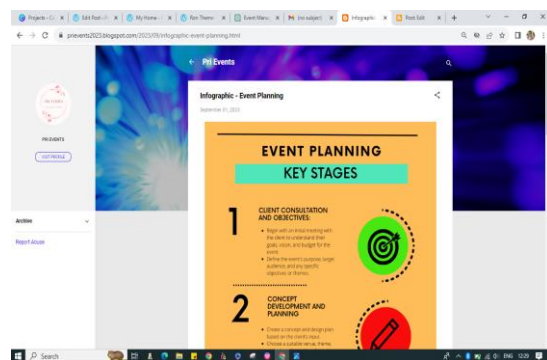 Projects - C
Edit Post
My Home
Ron Theme
Event Mana
(no subject)
Infographic
Post Edit
prievents2023.blogspot.com/2023/09/infographic-event-planning.html
Pri Events
PRI EVENTS
VISIT PROFILE
Archive
Report Abuse
Infographic - Event Planning
September 01, 2023
EVENT PLANNING
KEY STAGES
1
CLIENT CONSULTATION
AND OBJECTIVES:
Begin with an initial meeting with
the client to understand their
goals, vision, and budget for the
event.
Define the event's purpose, target
audience, and any specific
objectives or themes.
2
CONCEPT
DEVELOPMENT AND
PLANNING
Create a concept and design plan
based on the client's input.
Choose a suitable venue, theme,
Search
ENG
12:29